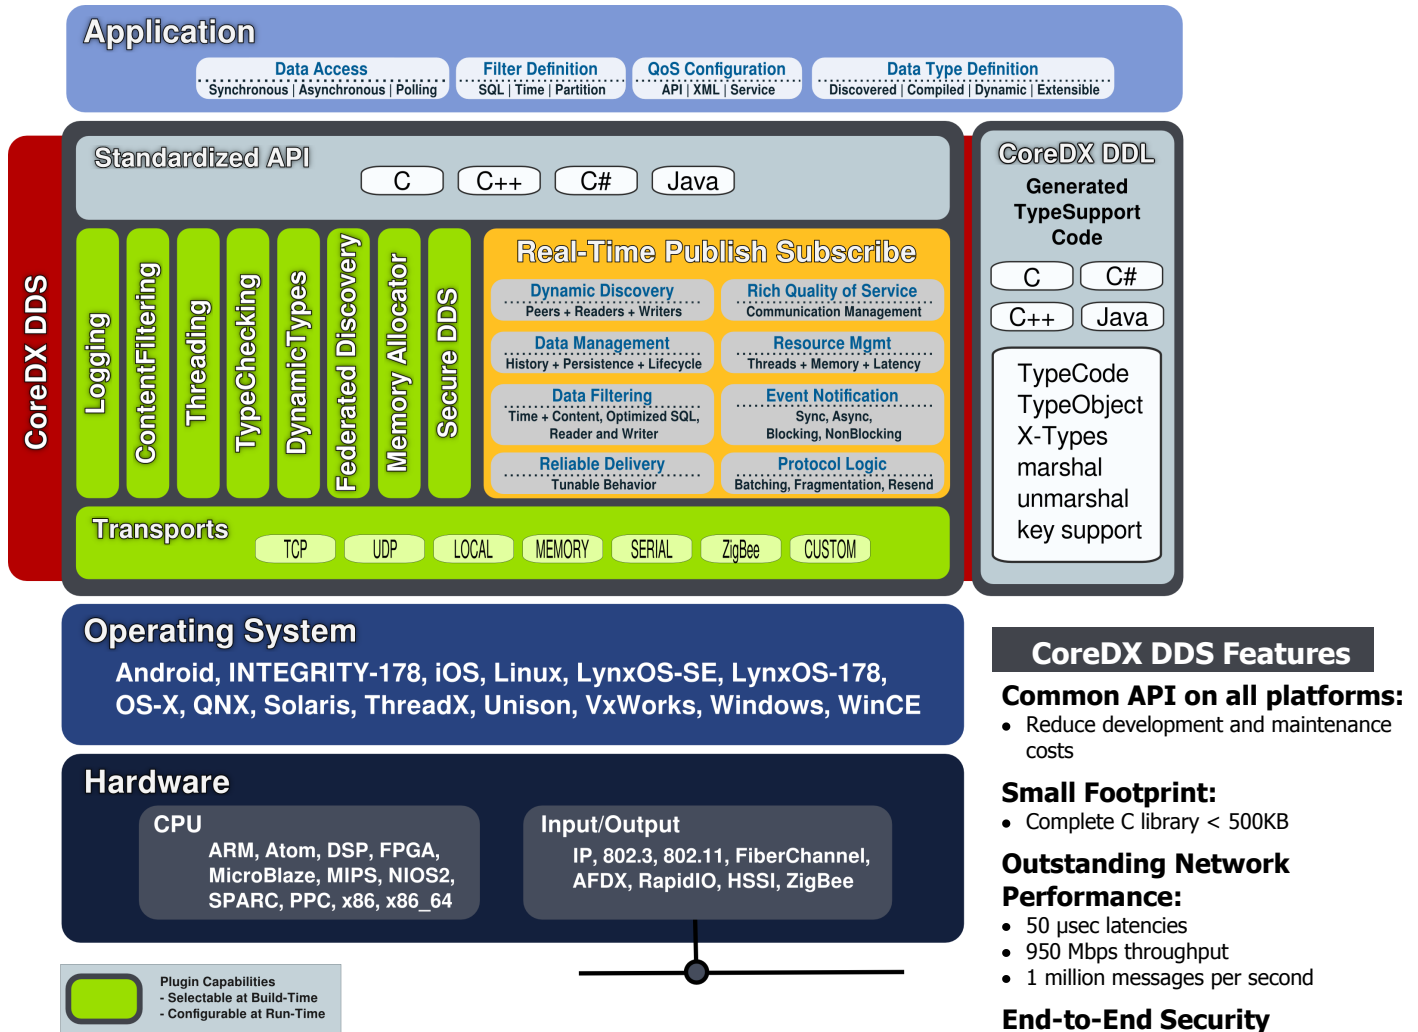 Application
Data Access
Synchronous | Asynchronous | Polling
Filter Definition
SQL | Time | Partition
QoS Configuration
API | XML | Service
Data Type Definition
Discovered | Compiled | Dynamic | Extensible
CoreDX DDS
Standardized API
C
C++
C#
Java
Logging
ContentFiltering
Threading
TypeChecking
DynamicTypes
Federated Discovery
Memory Allocator
Secure DDS
Real-Time Publish Subscribe
Dynamic Discovery
Peers + Readers + Writers
Rich Quality of Service
Communication Management
Data Management
History + Persistence + Lifecycle
Resource Mgmt
Threads + Memory + Latency
Data Filtering
Time + Content, Optimized SQL,
Reader and Writer
Event Notification
Sync, Async,
Blocking, NonBlocking
Reliable Delivery
Tunable Behavior
Protocol Logic
Batching, Fragmentation, Resend
Transports
TCP
UDP
LOCAL
MEMORY
SERIAL
ZigBee
CUSTOM
CoreDX DDL
Generated
TypeSupport
Code
C
C#
C++
Java
TypeCode
TypeObject
X-Types
marshal
unmarshal
key support
Operating System
Android, INTEGRITY-178, iOS, Linux, LynxOS-SE, LynxOS-178,
OS-X, QNX, Solaris, ThreadX, Unison, VxWorks, Windows, WinCE
Hardware
CPU
ARM, Atom, DSP, FPGA,
MicroBlaze, MIPS, NIOS2,
SPARC, PPC, x86, x86_64
Input/Output
IP, 802.3, 802.11, FiberChannel,
AFDX, RapidIO, HSSI, ZigBee
Plugin Capabilities
- Selectable at Build-Time
- Configurable at Run-Time
CoreDX DDS Features
Common API on all platforms:
• Reduce development and maintenance
costs
Small Footprint:
• Complete C library < 500KB
Outstanding Network
Performance:
• 50 µsec latencies
• 950 Mbps throughput
• 1 million messages per second
End-to-End Security